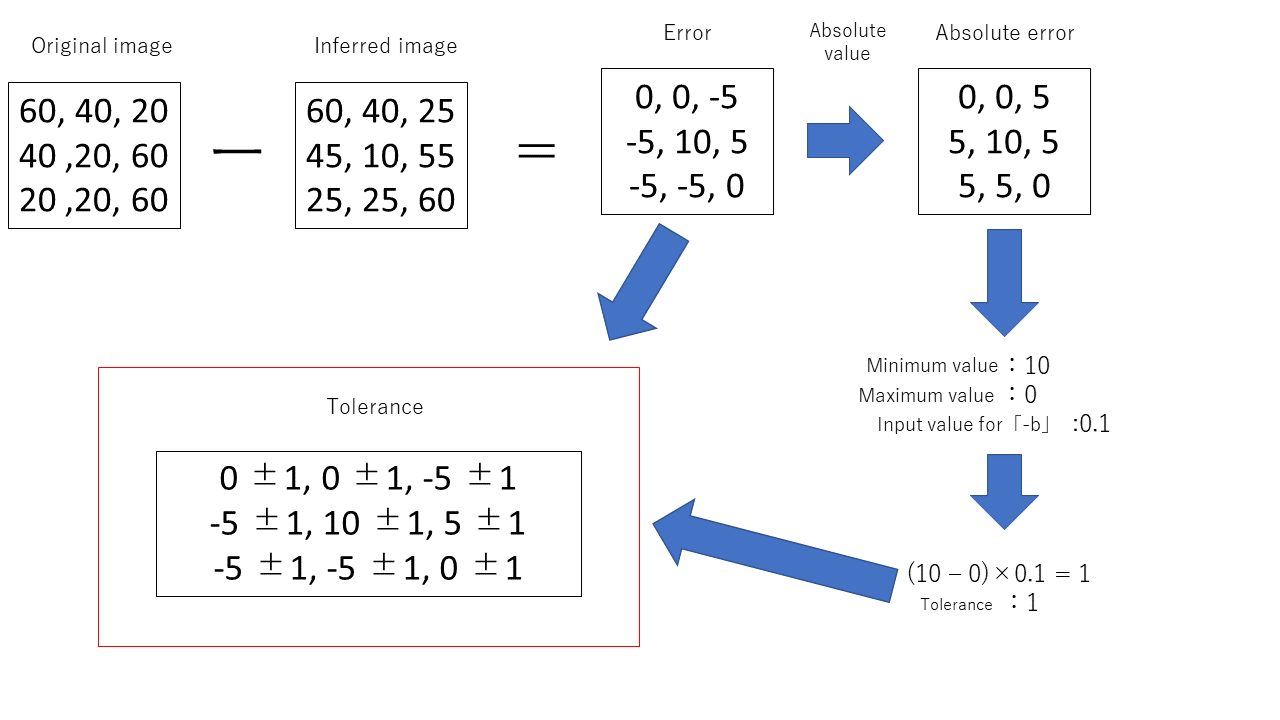 Original image
60, 40, 20
40 ,20, 60
20 ,20, 60
—
Inferred image
60, 40, 25
45, 10, 55
25, 25, 60
=
Error
0, 0, -5
-5, 10, 5
-5, -5, 0
Absolute
value
Absolute error
0, 0, 5
5, 10, 5
5, 5, 0
Minimum value ：10
Maximum value ：0
Input value for「-b」 :0.1
(10 − 0) × 0.1 = 1
Tolerance ：1
Tolerance
0 ±1, 0 ±1, -5 ±1
-5 ±1, 10 ±1, 5 ±1
-5 ±1, -5 ±1, 0 ±1